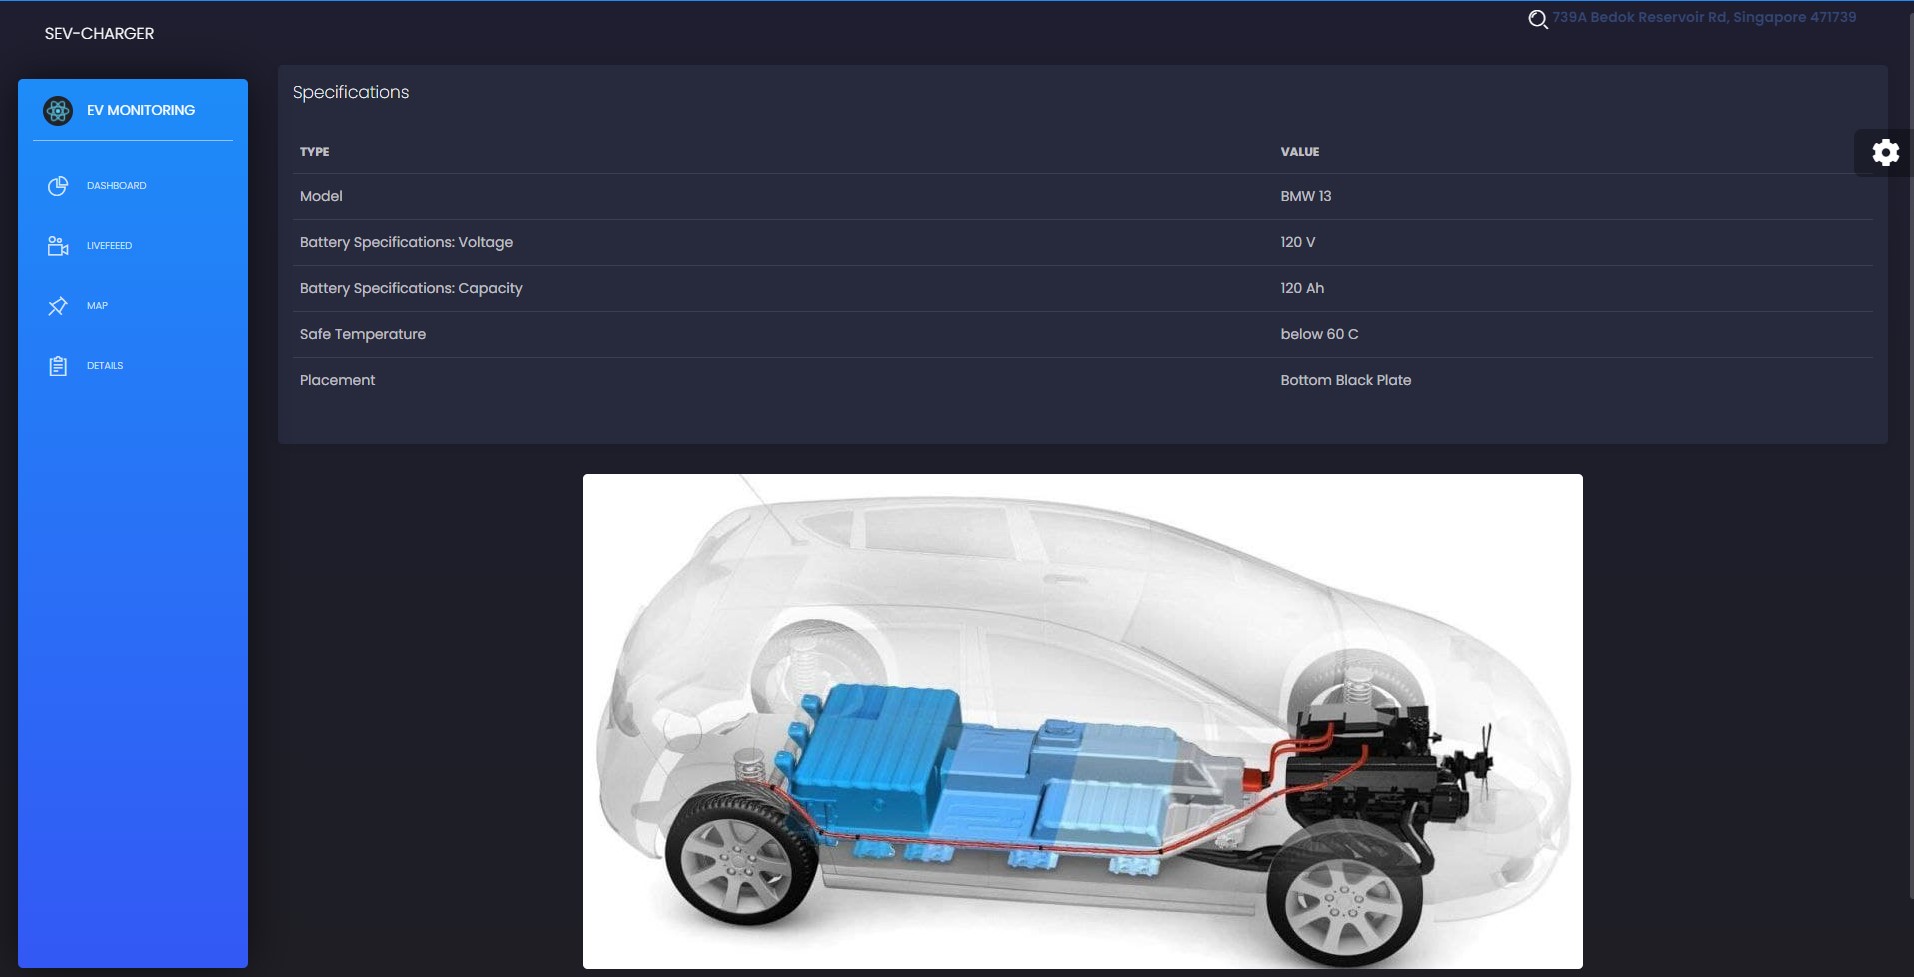 SEV-CHARGER
739A Bedok Reservoir Rd, Singapore 471739
EV MONITORING
DASHBOARD
LIVEFEEED
MAP
DETAILS
Specifications
TYPE VALUE
Model BMW 13
Battery Specifications: Voltage 120 V
Battery Specifications: Capacity 120 Ah
Safe Temperature below 60 C
Placement Bottom Black Plate